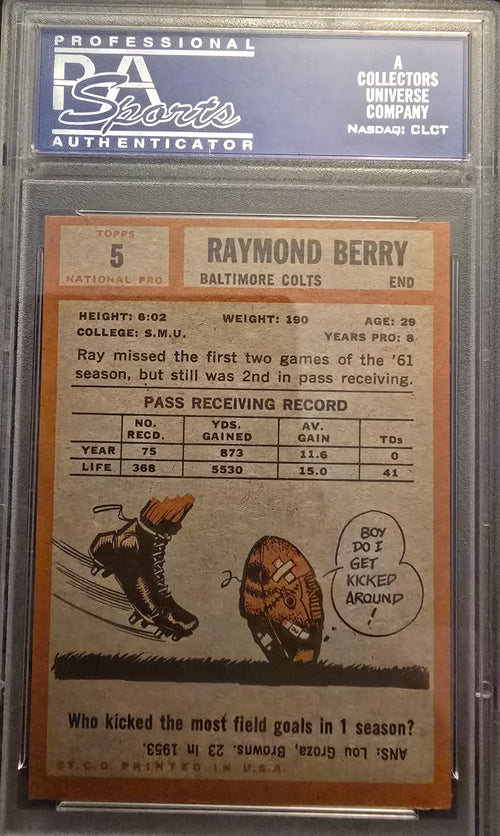 PROFESSIONAL
PSA
Sports
AUTHENTICATOR
A
COLLECTORS
UNIVERSE
COMPANY
NASDAQ: CLCT
TOPPS
5
NATIONAL PRO
RAYMOND BERRY
BALTIMORE COLTS END
HEIGHT: 6:02 WEIGHT: 190 AGE: 29
COLLEGE: S.M.U. YEARS PRO: 8
Ray missed the first two games of the '61
season, but still was 2nd in pass receiving.
PASS RECEIVING RECORD
NO. RECD. YDS. GAINED AV. GAIN TDs
YEAR 75 873 11.6 0
LIFE 368 5530 15.0 41
BOY
DO I
GET
KICKED
AROUND
!
Who kicked the most field goals in 1 season?
ANS: Lou Groza, Browns. 23 in 1953.
©T.C.G. PRINTED IN U.S.A.